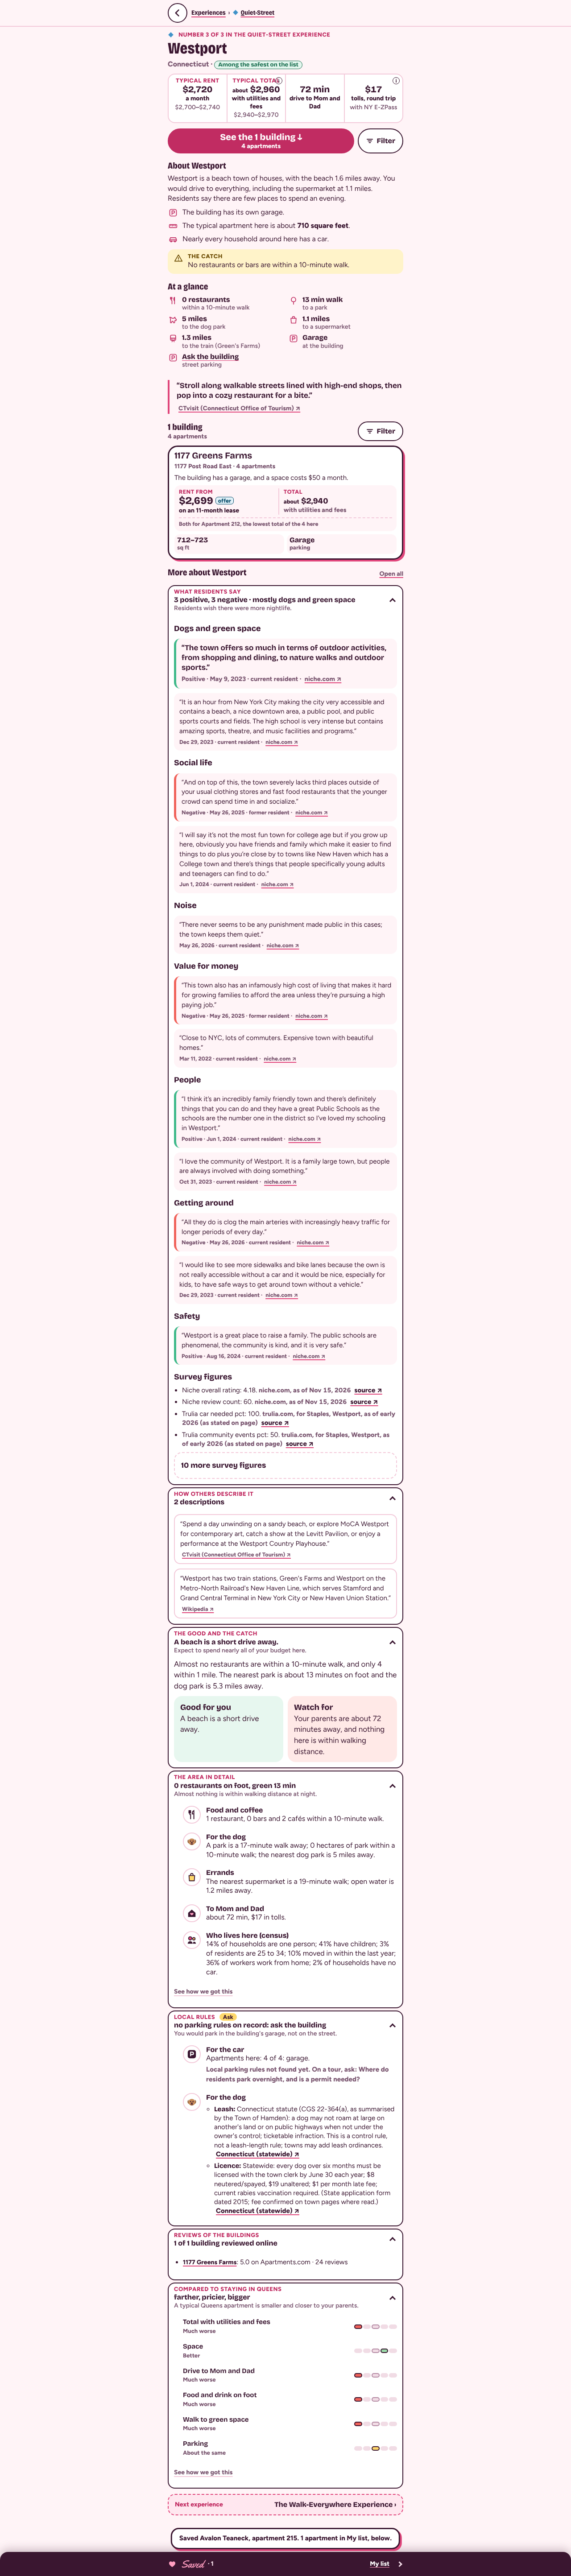 Experiences › Quiet-Street
NUMBER 3 OF 3 IN THE QUIET-STREET EXPERIENCE
Westport
Connecticut · Among the safest on the list
TYPICAL RENT
$2,720
a month
$2,700–$2,740
TYPICAL TOTAL
about $2,960
with utilities and
fees
$2,940–$2,970
72 min
drive to Mom and
Dad
$17
tolls, round trip
with NY E-ZPass
See the 1 building ↓
4 apartments
Filter
About Westport
Westport is a beach town of houses, with the beach 1.6 miles away. You
would drive to everything, including the supermarket at 1.1 miles.
Residents say there are few places to spend an evening.
The building has its own garage.
The typical apartment here is about 710 square feet.
Nearly every household around here has a car.
THE CATCH
No restaurants or bars are within a 10-minute walk.
At a glance
0 restaurants
within a 10-minute walk
13 min walk
to a park
5 miles
to the dog park
1.1 miles
to a supermarket
1.3 miles
to the train (Green's Farms)
Garage
at the building
Ask the building
street parking
"Stroll along walkable streets lined with high-end shops, then
pop into a cozy restaurant for a bite."
CTvisit (Connecticut Office of Tourism) ↗
1 building
4 apartments
Filter
1177 Greens Farms
1177 Post Road East · 4 apartments
The building has a garage, and a space costs $50 a month.
RENT FROM
$2,699 offer
on an 11-month lease
TOTAL
about $2,940
with utilities and fees
Both for Apartment 212, the lowest total of the 4 here
712–723
sq ft
Garage
parking
More about Westport
Open all
WHAT RESIDENTS SAY
3 positive, 3 negative · mostly dogs and green space
Residents wish there were more nightlife.
Dogs and green space
"The town offers so much in terms of outdoor activities,
from shopping and dining, to nature walks and outdoor
sports."
Positive · May 9, 2023 · current resident · niche.com ↗
"It is an hour from New York City making the city very accessible and
contains a beach, a nice downtown area, a public pool, and public
sports courts and fields. The high school is very intense but contains
amazing sports, theatre, and music facilities and programs."
Dec 29, 2023 · current resident · niche.com ↗
Social life
"And on top of this, the town severely lacks third places outside of
your usual clothing stores and fast food restaurants that the younger
crowd can spend time in and socialize."
Negative · May 26, 2025 · former resident · niche.com ↗
"I will say it's not the most fun town for college age but if you grow up
here, obviously you have friends and family which make it easier to find
things to do plus you're close by to towns like New Haven which has a
College town and there's things that people specifically young adults
and teenagers can find to do."
Jun 1, 2024 · current resident · niche.com ↗
Noise
"There never seems to be any punishment made public in this cases;
the town keeps them quiet."
May 26, 2026 · current resident · niche.com ↗
Value for money
"This town also has an infamously high cost of living that makes it hard
for growing families to afford the area unless they're pursuing a high
paying job."
Negative · May 26, 2025 · former resident · niche.com ↗
"Close to NYC, lots of commuters. Expensive town with beautiful
homes."
Mar 11, 2022 · current resident · niche.com ↗
People
"I think it's an incredibly family friendly town and there's definitely
things that you can do and they have a great Public Schools as the
schools are the number one in the district so I've loved my schooling
in Westport."
Positive · Jun 1, 2024 · current resident · niche.com ↗
"I love the community of Westport. It is a family large town, but people
are always involved with doing something."
Oct 31, 2023 · current resident · niche.com ↗
Getting around
"All they do is clog the main arteries with increasingly heavy traffic for
longer periods of every day."
Negative · May 26, 2026 · current resident · niche.com ↗
"I would like to see more sidewalks and bike lanes because the own is
not really accessible without a car and it would be nice, especially for
kids, to have safe ways to get around town without a vehicle."
Dec 29, 2023 · current resident · niche.com ↗
Safety
"Westport is a great place to raise a family. The public schools are
phenomenal, the community is kind, and it is very safe."
Positive · Aug 16, 2024 · current resident · niche.com ↗
Survey figures
Niche overall rating: 4.18. niche.com, as of Nov 15, 2026 source ↗
Niche review count: 60. niche.com, as of Nov 15, 2026 source ↗
Trulia car needed pct: 100. trulia.com, for Staples, Westport, as of early
2026 (as stated on page) source ↗
Trulia community events pct: 50. trulia.com, for Staples, Westport, as
of early 2026 (as stated on page) source ↗
10 more survey figures
HOW OTHERS DESCRIBE IT
2 descriptions
"Spend a day unwinding on a sandy beach, or explore MoCA Westport
for contemporary art, catch a show at the Levitt Pavilion, or enjoy a
performance at the Westport Country Playhouse."
CTvisit (Connecticut Office of Tourism) ↗
"Westport has two train stations, Green's Farms and Westport on the
Metro-North Railroad's New Haven Line, which serves Stamford and
Grand Central Terminal in New York City or New Haven Union Station."
Wikipedia ↗
THE GOOD AND THE CATCH
A beach is a short drive away.
Expect to spend nearly all of your budget here.
Almost no restaurants are within a 10-minute walk, and only 4
within 1 mile. The nearest park is about 13 minutes on foot and the
dog park is 5.3 miles away.
Good for you
A beach is a short drive
away.
Watch for
Your parents are about 72
minutes away, and nothing
here is within walking
distance.
THE AREA IN DETAIL
0 restaurants on foot, green 13 min
Almost nothing is within walking distance at night.
Food and coffee
1 restaurant, 0 bars and 2 cafés within a 10-minute walk.
For the dog
A park is a 17-minute walk away; 0 hectares of park within a
10-minute walk; the nearest dog park is 5 miles away.
Errands
The nearest supermarket is a 19-minute walk; open water is
1.2 miles away.
To Mom and Dad
about 72 min, $17 in tolls.
Who lives here (census)
14% of households are one person; 41% have children; 3%
of residents are 25 to 34; 10% moved in within the last year;
36% of workers work from home; 2% of households have no
car.
See how we got this
LOCAL RULES Ask
no parking rules on record: ask the building
You would park in the building's garage, not on the street.
For the car
Apartments here: 4 of 4: garage.
Local parking rules not found yet. On a tour, ask: Where do
residents park overnight, and is a permit needed?
For the dog
Leash: Connecticut statute (CGS 22-364(a), as summarised
by the Town of Hamden): a dog may not roam at large on
another's land or on public highways when not under the
owner's control; ticketable infraction. This is a control rule,
not a leash-length rule; towns may add leash ordinances.
Connecticut (statewide) ↗
Licence: Statewide: every dog over six months must be
licensed with the town clerk by June 30 each year; $8
neutered/spayed, $19 unaltered; $1 per month late fee;
current rabies vaccination required. (State application form
dated 2015; fee confirmed on town pages where read.)
Connecticut (statewide) ↗
REVIEWS OF THE BUILDINGS
1 of 1 building reviewed online
1177 Greens Farms: 5.0 on Apartments.com · 24 reviews
COMPARED TO STAYING IN QUEENS
farther, pricier, bigger
A typical Queens apartment is smaller and closer to your parents.
Total with utilities and fees
Much worse
Space
Better
Drive to Mom and Dad
Much worse
Food and drink on foot
Much worse
Walk to green space
Much worse
Parking
About the same
See how we got this
Next experience
The Walk-Everywhere Experience ›
Saved Avalon Teaneck, apartment 215. 1 apartment in My list, below.
Saved · 1
My list